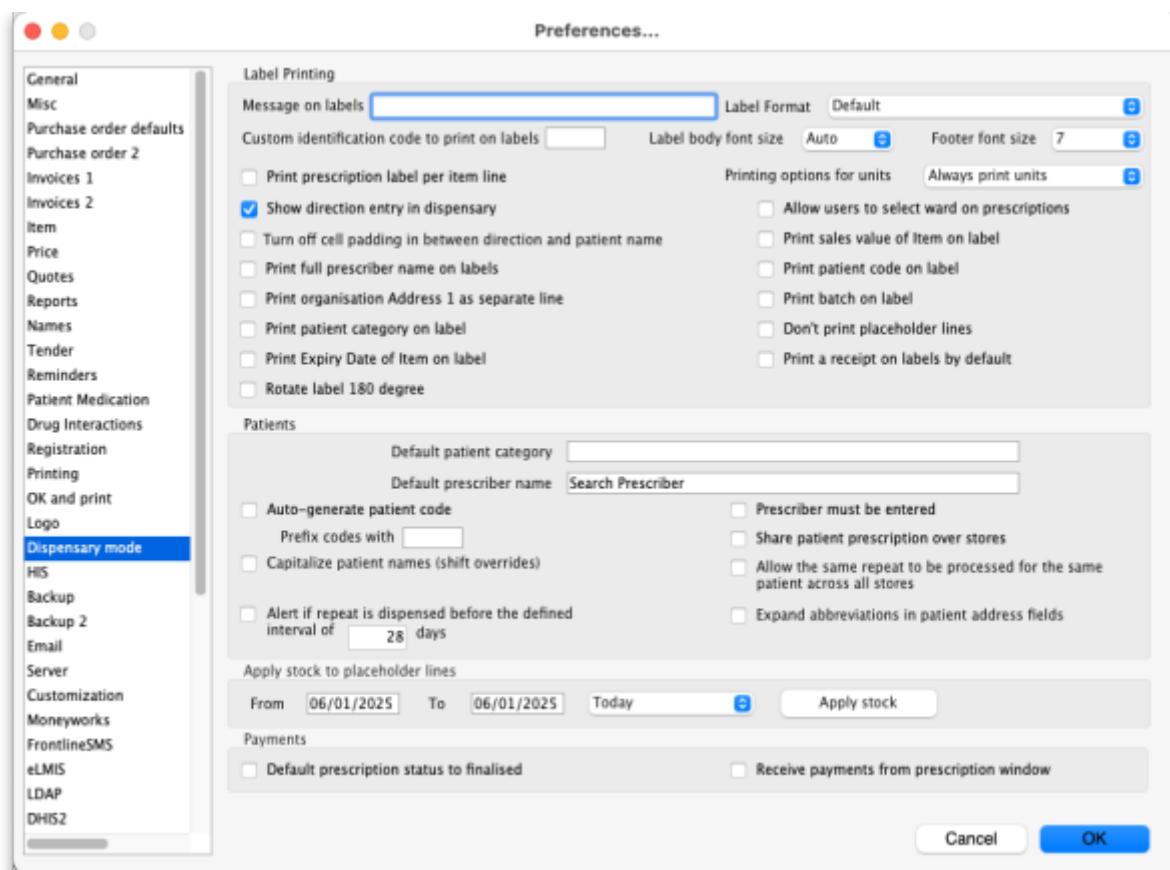 Preferences...
General
Misc
Purchase order defaults
Purchase order 2
Invoices 1
Invoices 2
Item
Price
Quotes
Reports
Names
Tender
Reminders
Patient Medication
Drug Interactions
Registration
Printing
OK and print
Logo
Dispensary mode
HIS
Backup
Backup 2
Email
Server
Customization
Moneyworks
FrontlineSMS
eLMIS
LDAP
DHIS2
Label Printing
Message on labels Label Format Default
Custom identification code to print on labels Label body font size Auto Footer font size 7
Print prescription label per item line Printing options for units Always print units
Show direction entry in dispensary Allow users to select ward on prescriptions
Turn off cell padding in between direction and patient name Print sales value of Item on label
Print full prescriber name on labels Print patient code on label
Print organisation Address 1 as separate line Print batch on label
Print patient category on label Don't print placeholder lines
Print Expiry Date of Item on label Print a receipt on labels by default
Rotate label 180 degree
Patients
Default patient category
Default prescriber name Search Prescriber
Auto-generate patient code Prescriber must be entered
Prefix codes with Share patient prescription over stores
Capitalize patient names (shift overrides) Allow the same repeat to be processed for the same
patient across all stores
Alert if repeat is dispensed before the defined Expand abbreviations in patient address fields
interval of 28 days
Apply stock to placeholder lines
From 06/01/2025 To 06/01/2025 Today Apply stock
Payments
Default prescription status to finalised Receive payments from prescription window
Cancel OK